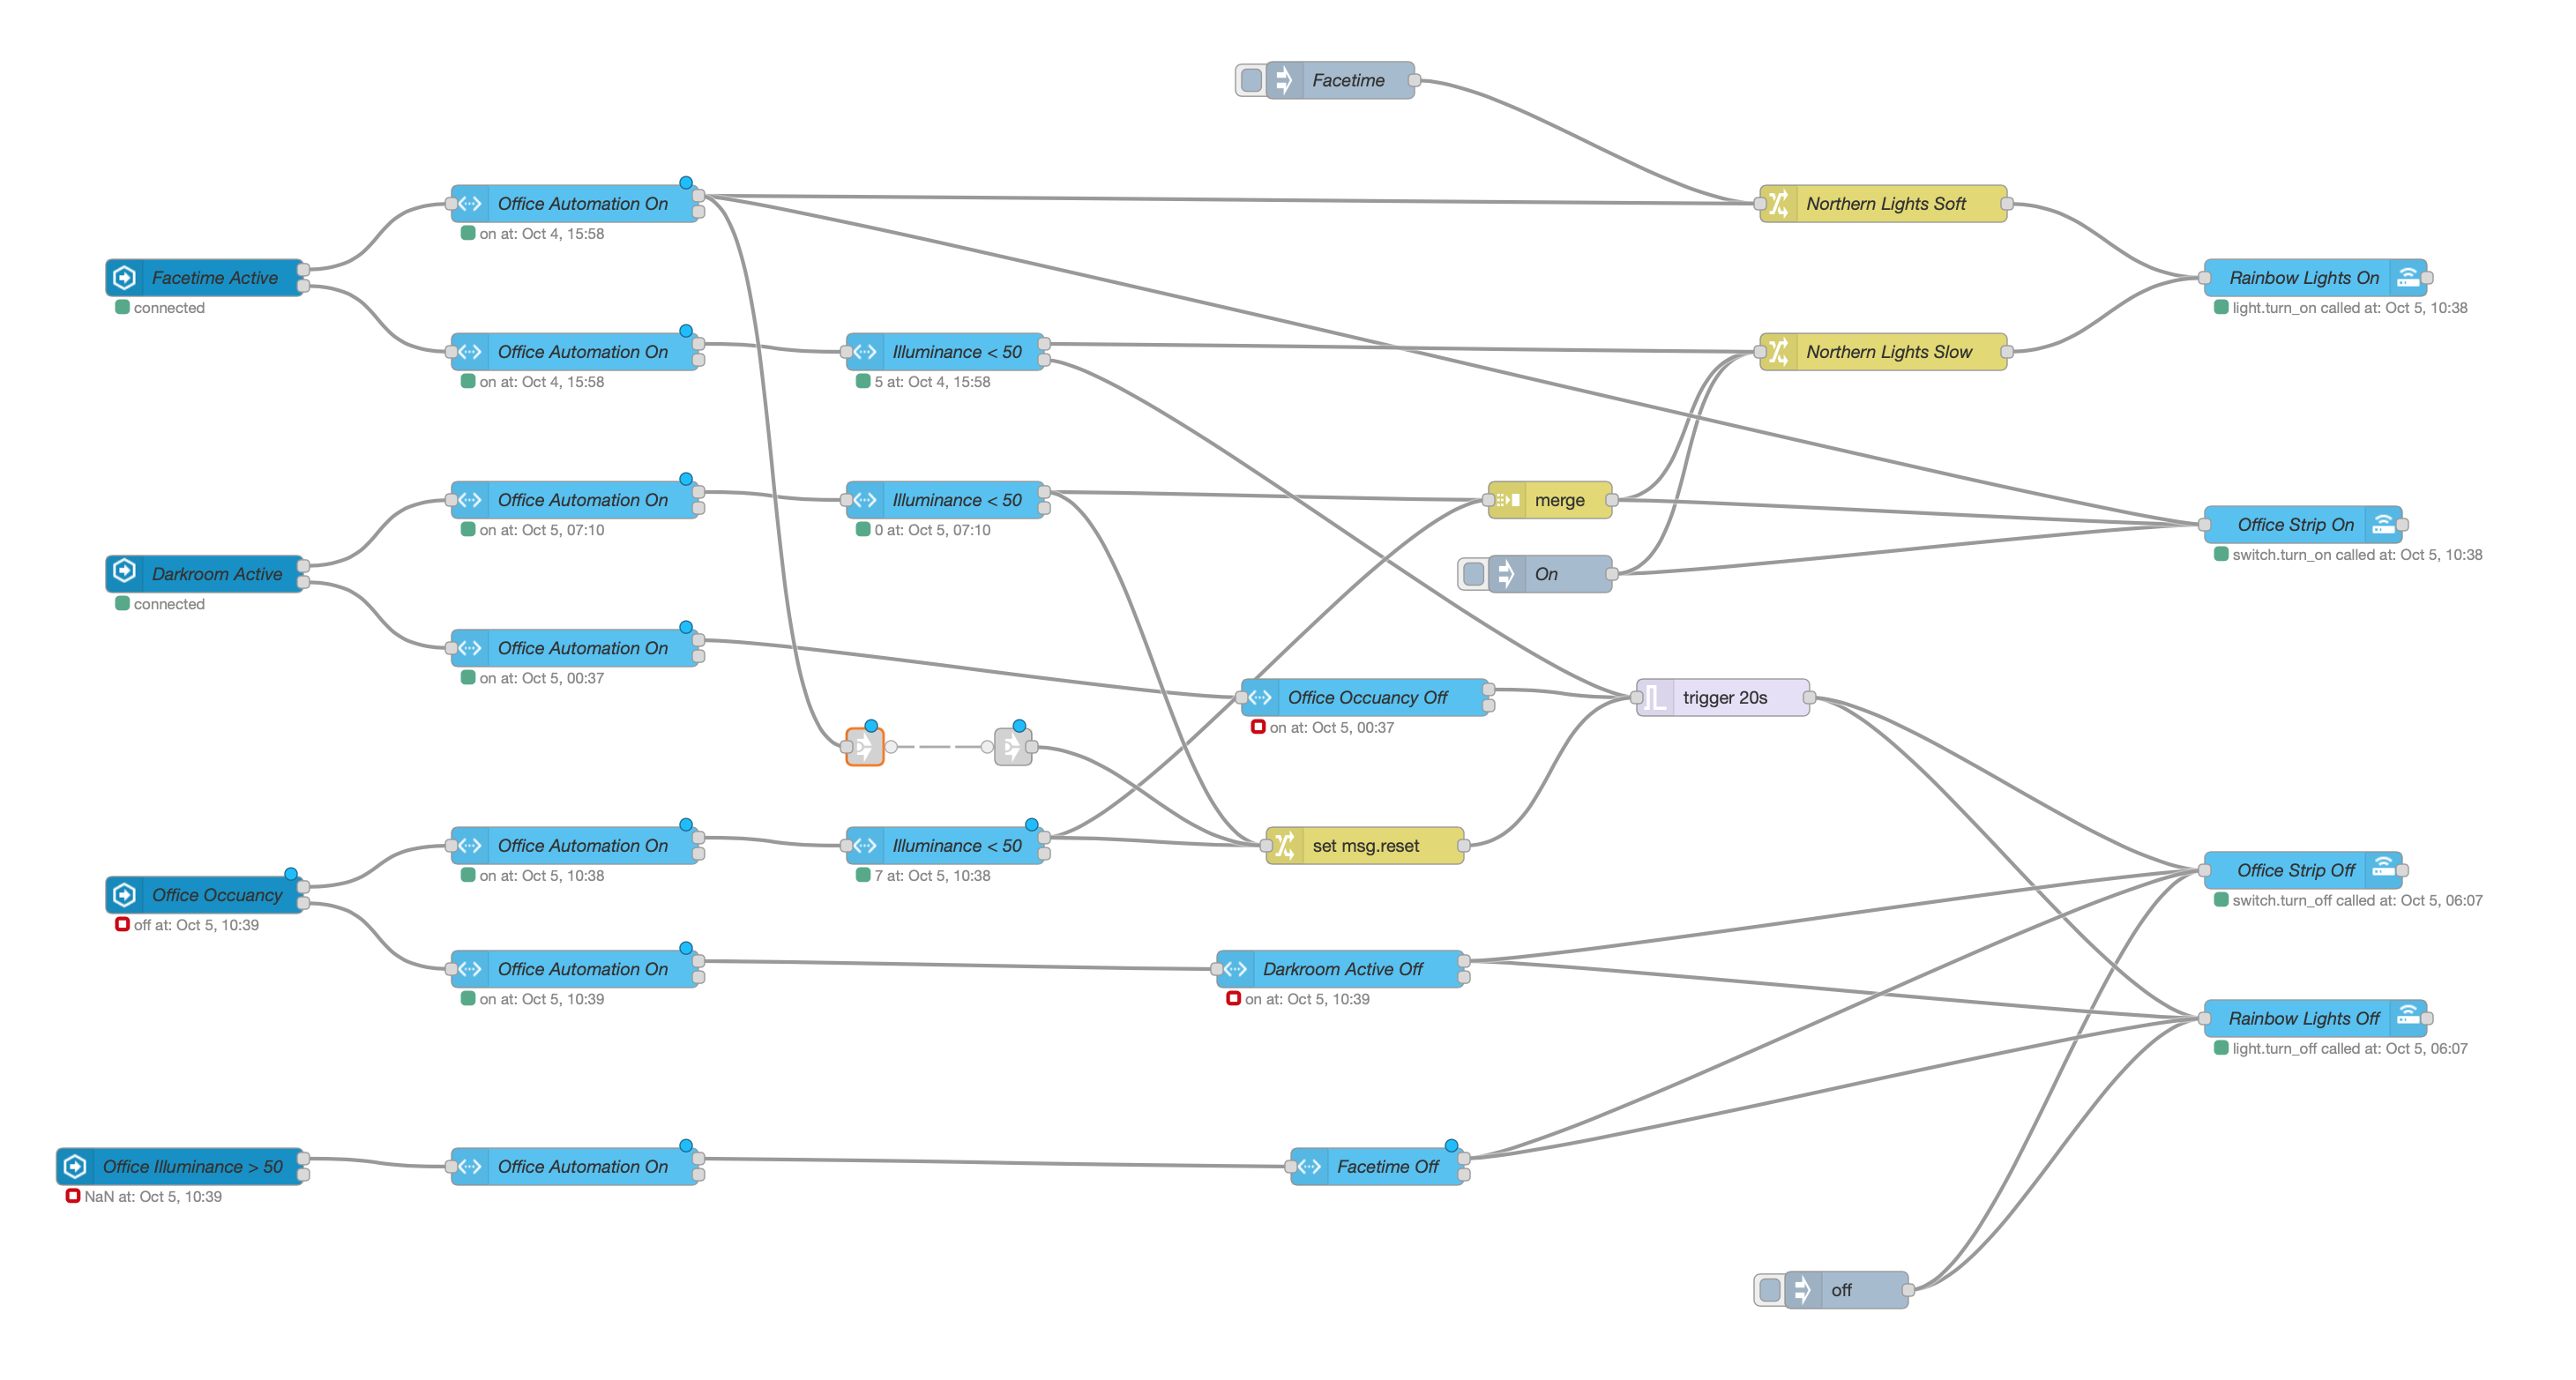 Facetime
Office Automation On
on at: Oct 4, 15:58
Northern Lights Soft
Facetime Active
connected
Rainbow Lights On
light.turn_on called at: Oct 5, 10:38
Office Automation On
on at: Oct 4, 15:58
Illuminance < 50
5 at: Oct 4, 15:58
Northern Lights Slow
Office Automation On
on at: Oct 5, 07:10
Illuminance < 50
0 at: Oct 5, 07:10
merge
Office Strip On
switch.turn_on called at: Oct 5, 10:38
Darkroom Active
connected
On
Office Automation On
on at: Oct 5, 00:37
Office Occuancy Off
on at: Oct 5, 00:37
trigger 20s
Office Automation On
on at: Oct 5, 10:38
Illuminance < 50
7 at: Oct 5, 10:38
set msg.reset
Office Strip Off
switch.turn_off called at: Oct 5, 06:07
Office Occuancy
off at: Oct 5, 10:39
Office Automation On
on at: Oct 5, 10:39
Darkroom Active Off
on at: Oct 5, 10:39
Rainbow Lights Off
light.turn_off called at: Oct 5, 06:07
Office Illuminance > 50
NaN at: Oct 5, 10:39
Office Automation On
Facetime Off
off